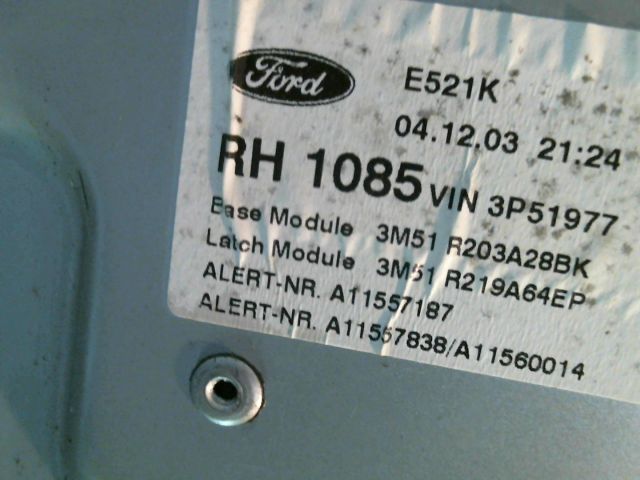 Ford
E521K
04.12.03 21:24
RH 1085 VIN 3P51977
Base Module 3M51 R203A28BK
Latch Module 3M51 R219A64EP
ALERT-NR. A11557187
ALERT-NR. A11557838/A11560014